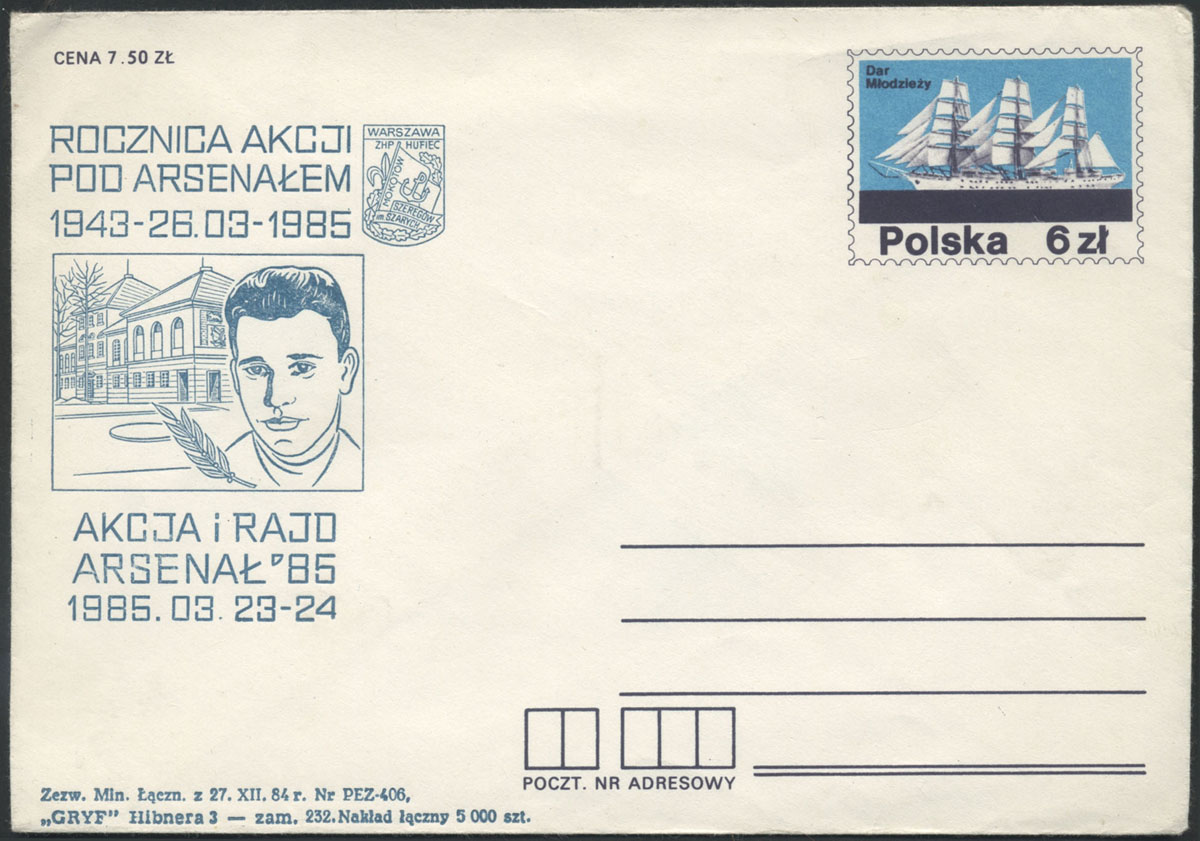 CENA 7.50 ZŁ
Dar
Młodzieży
Polska 6 zł
ROCZNICA AKCJI
POD ARSENAŁEM
1943-26.03-1985
WARSZAWA
ZHP HUFIEC
MOKOTÓW
SZEREGÓW
im. SZARYCH
AKCJA i RAJD
ARSENAŁ '85
1985. 03. 23-24
POCZT. NR ADRESOWY
Zezw. Min. Łączn. z 27. XII. 84 r. Nr PEZ-406,
„GRYF” Hibnera 3 — zam. 232. Nakład łączny 5 000 szt.